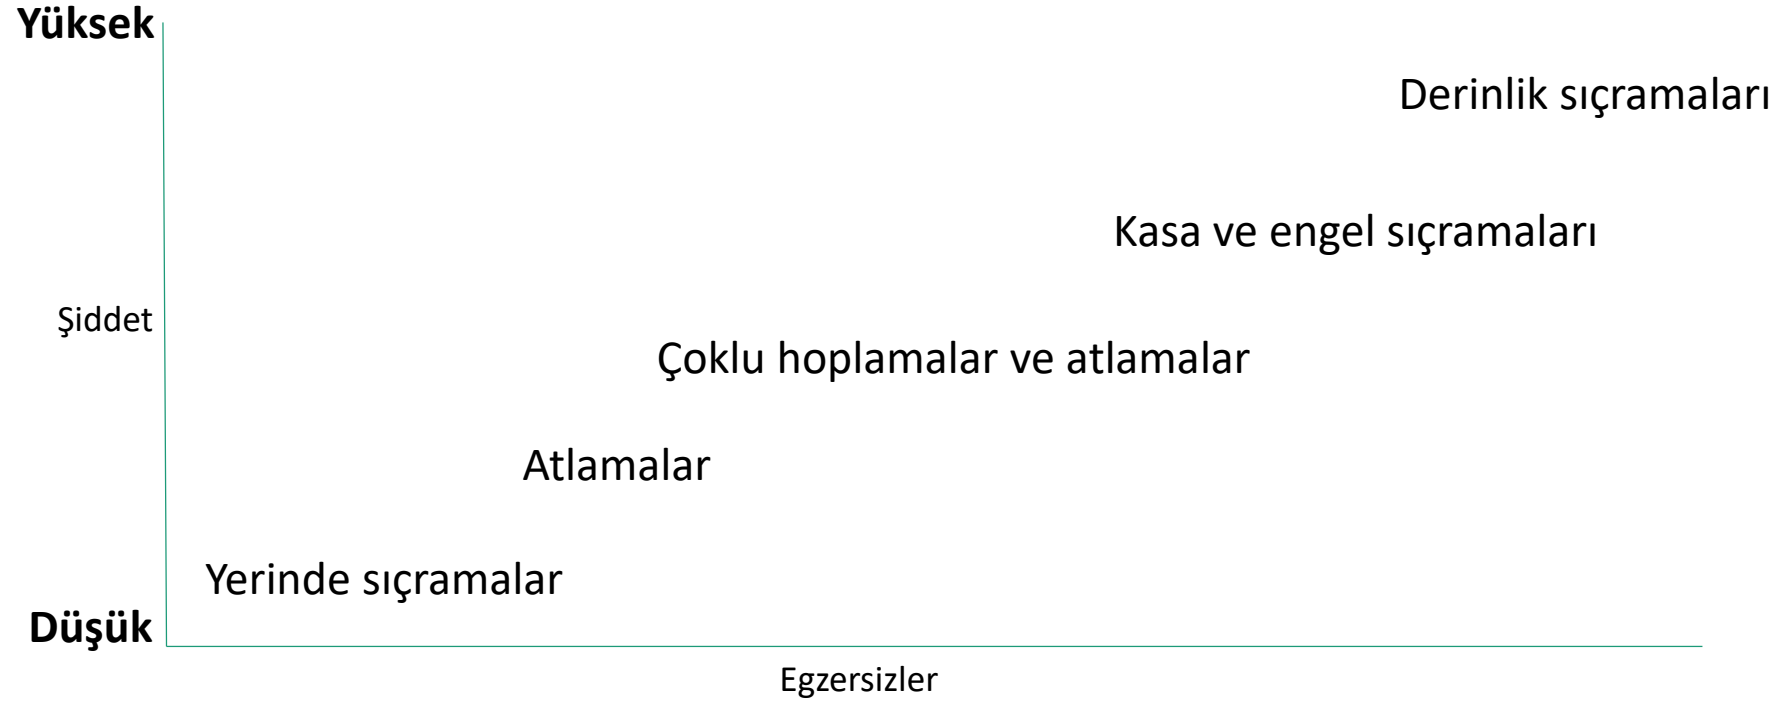 Yüksek
Derinlik sıçramaları
Kasa ve engel sıçramaları
Şiddet
Çoklu hoplamalar ve atlamalar
Atlamalar
Yerinde sıçramalar
Düşük
Egzersizler